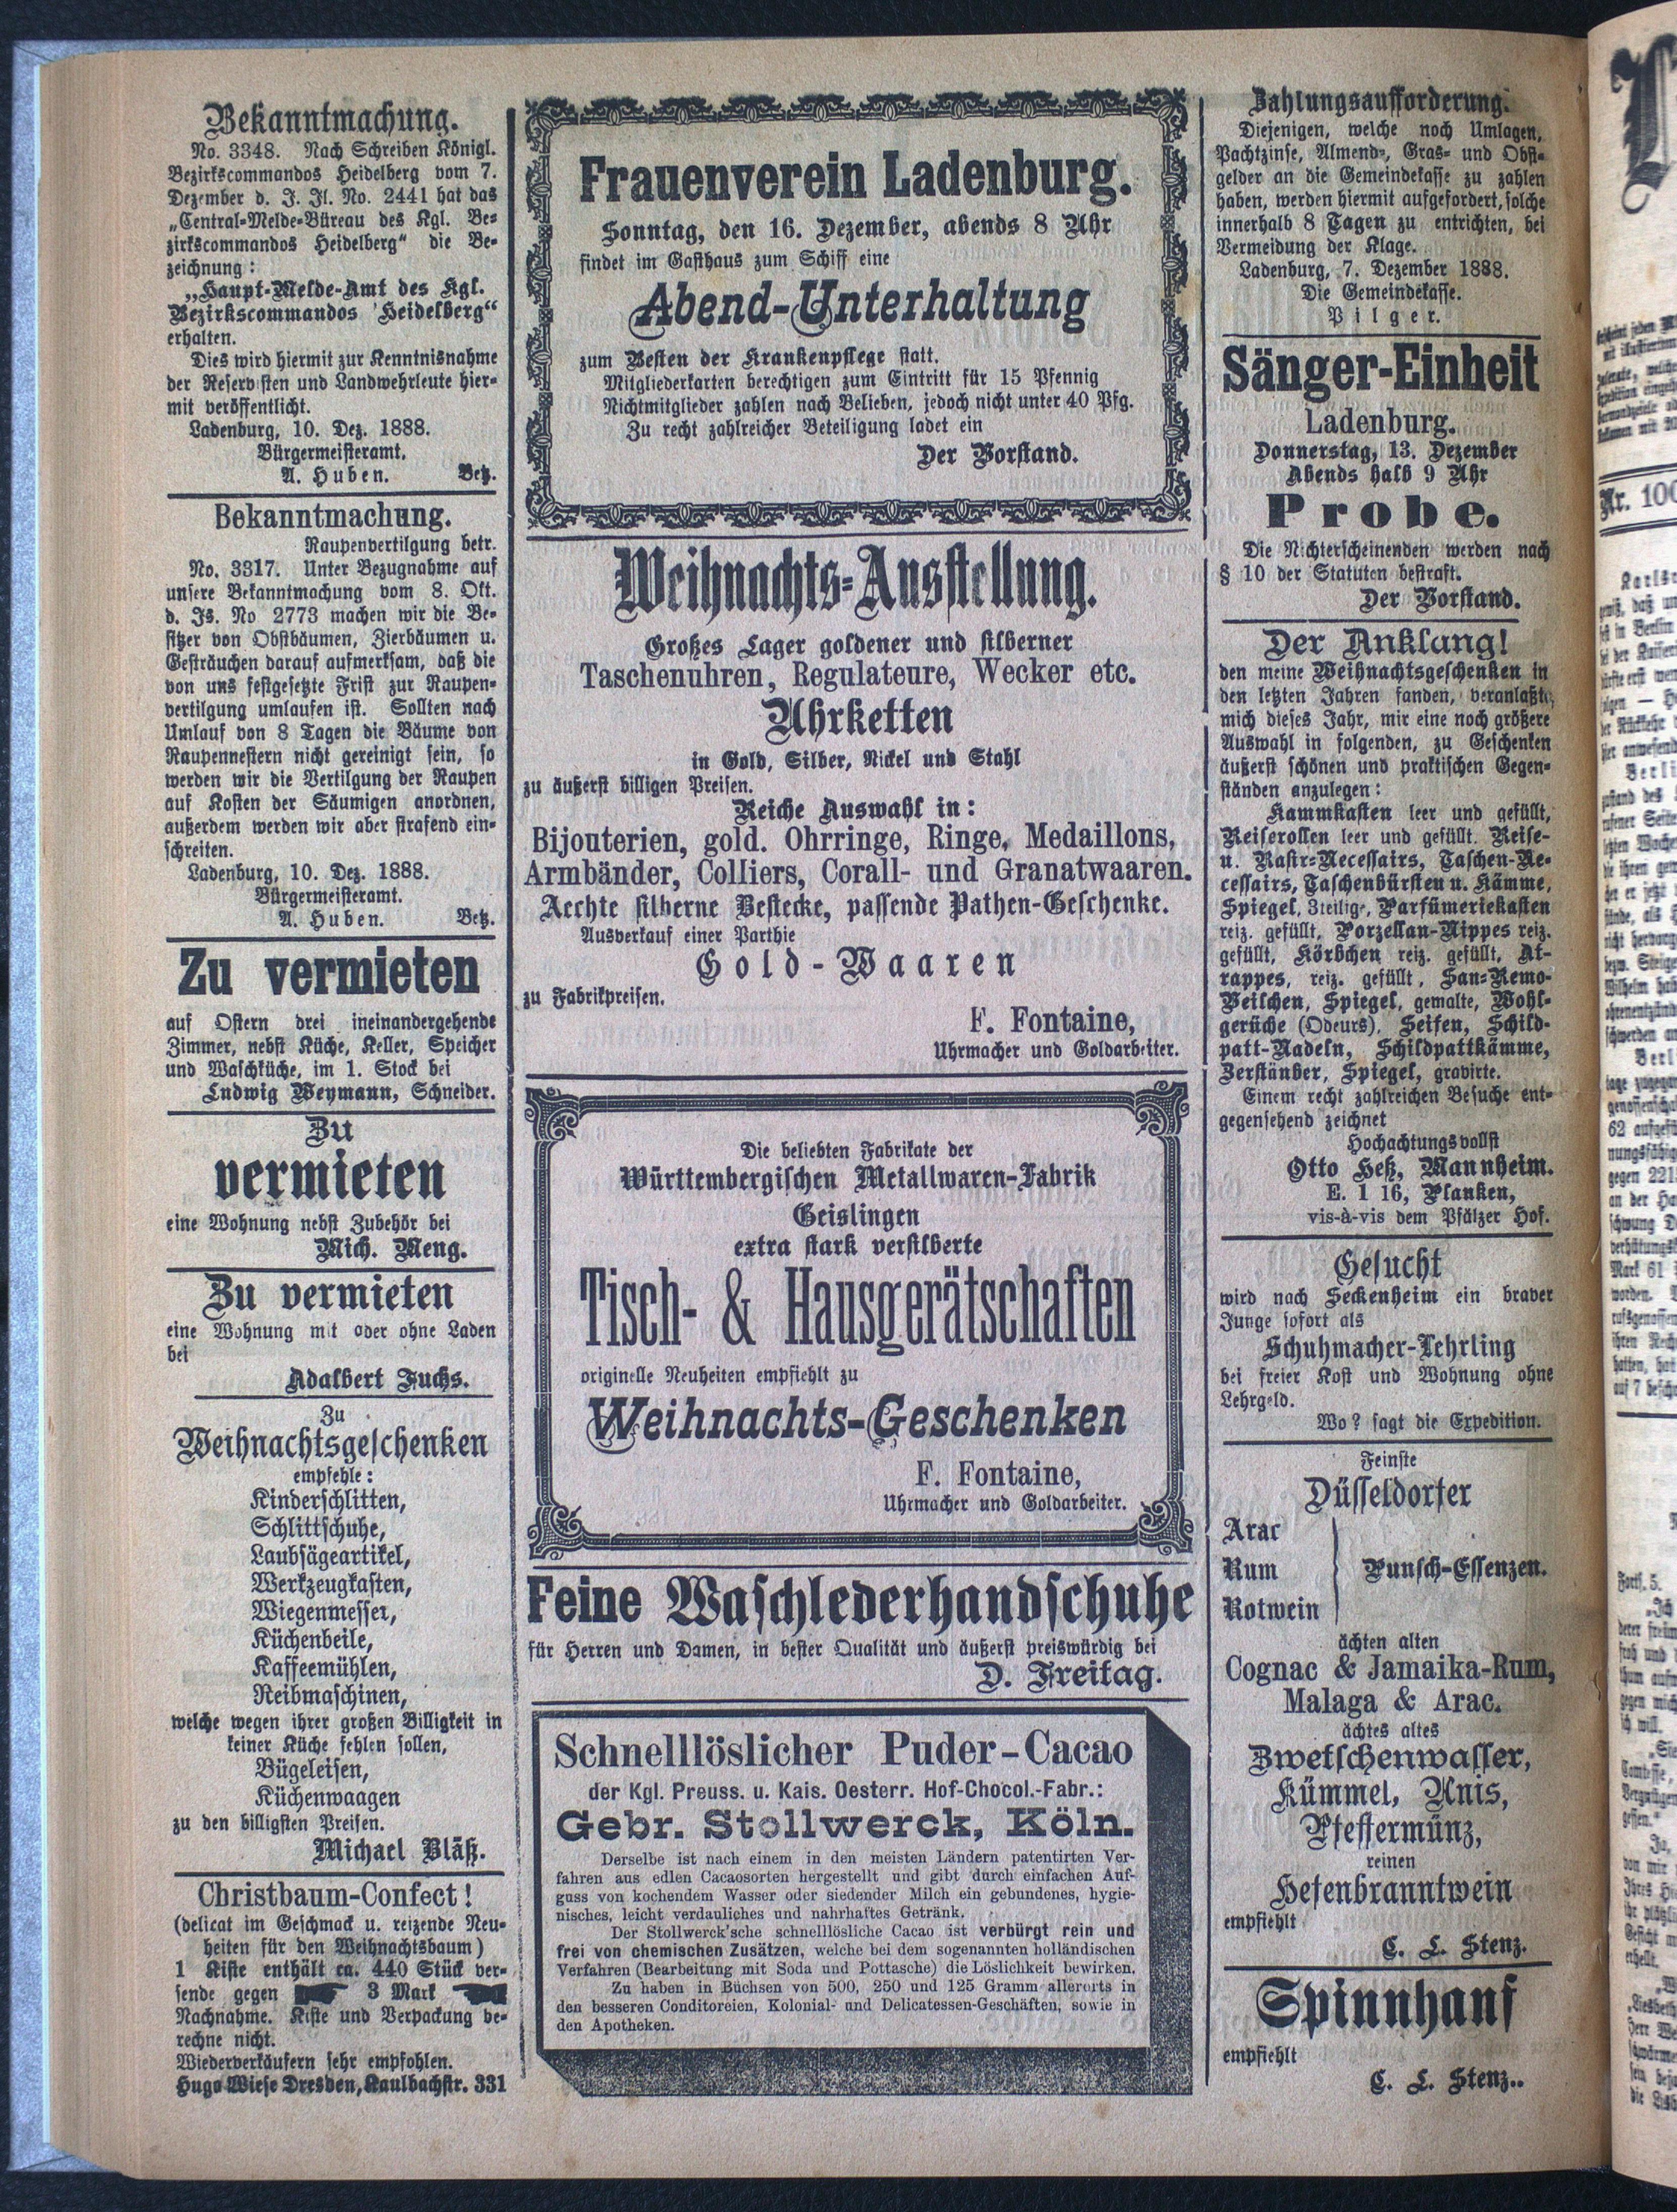 Bekanntmachung.
No. 3348. Nach Schreiben Königl.
Bezirkscommandos Heidelberg vom 7.
Dezember d. J. Jl. No. 2441 hat das
„Central-Melde-Büreau des Kgl. Be-
zirkscommandos Heidelberg“ die Be-
zeichnung:
„Haupt-Melde-Amt des Kgl.
Bezirkscommandos Heidelberg“
erhalten.
Dies wird hiermit zur Kenntnisnahme
der Reservisten und Landwehrleute hier-
mit veröffentlicht.
Ladenburg, 10. Dez. 1888.
Bürgermeisteramt.
A. Huben. Betz.
Bekanntmachung.
Raupenvertilgung betr.
No. 3317. Unter Bezugnahme auf
unsere Bekanntmachung vom 8. Okt.
d. Js. No 2773 machen wir die Be-
sitzer von Obstbäumen, Zierbäumen u.
Gesträuchen darauf aufmerksam, daß die
von uns festgesetzte Frist zur Raupen-
vertilgung umlaufen ist. Sollten nach
Umlauf von 8 Tagen die Bäume von
Raupennestern nicht gereinigt sein, so
werden wir die Vertilgung der Raupen
auf Kosten der Säumigen anordnen,
außerdem werden wir aber strafend ein-
schreiten.
Ladenburg, 10. Dez. 1888.
Bürgermeisteramt.
A. Huben. Betz.
Zu vermieten
auf Ostern drei ineinandergehende
Zimmer, nebst Küche, Keller, Speicher
und Waschküche, im 1. Stock bei
Ludwig Weymann, Schneider.
Zu
vermieten
eine Wohnung nebst Zubehör bei
Mich. Meng.
Zu vermieten
eine Wohnung mit oder ohne Laden
bei
Adalbert Fuchs.
Zu
Weihnachtsgeschenken
empfehle:
Kinderschlitten,
Schlittschuhe,
Laubsägeartikel,
Werkzeugkasten,
Wiegenmesser,
Küchenbeile,
Kaffeemühlen,
Reibmaschinen,
welche wegen ihrer großen Billigkeit in
keiner Küche fehlen sollen,
Bügeleisen,
Küchenwaagen
zu den billigsten Preisen.
Michael Bläß.
Christbaum-Confect!
(delicat im Geschmack u. reizende Neu-
heiten für den Weihnachtsbaum)
1 Kiste enthält ca. 440 Stück ver-
sende gegen 3 Mark
Nachnahme. Kiste und Verpackung be-
rechne nicht.
Wiederverkäufern sehr empfohlen.
Hugo Wiese Dresden, Kaulbachstr. 331
Frauenverein Ladenburg.
Sonntag, den 16. Dezember, abends 8 Uhr
findet im Gasthaus zum Schiff eine
Abend-Unterhaltung
zum Besten der Krankenpflege statt.
Mitgliederkarten berechtigen zum Eintritt für 15 Pfennig
Nichtmitglieder zahlen nach Belieben, jedoch nicht unter 40 Pfg.
Zu recht zahlreicher Beteiligung ladet ein
Der Vorstand.
Weihnachts-Ausstellung.
Großes Lager goldener und silberner
Taschenuhren, Regulateure, Wecker etc.
Uhrketten
in Gold, Silber, Nickel und Stahl
zu äußerst billigen Preisen.
Reiche Auswahl in:
Bijouterien, gold. Ohrringe, Ringe, Medaillons,
Armbänder, Colliers, Corall- und Granatwaaren.
Aechte silberne Bestecke, passende Pathen-Geschenke.
Ausverkauf einer Parthie
Gold-Waaren
zu Fabrikpreisen.
F. Fontaine,
Uhrmacher und Goldarbeiter.
Die beliebten Fabrikate der
Württembergischen Metallwaren-Fabrik
Geislingen
extra stark versilberte
Tisch- & Hausgerätschaften
originelle Neuheiten empfiehlt zu
Weihnachts-Geschenken
F. Fontaine,
Uhrmacher und Goldarbeiter.
Feine Waschlederhandschuhe
für Herren und Damen, in bester Qualität und äußerst preiswürdig bei
D. Freitag.
Schnelllöslicher Puder-Cacao
der Kgl. Preuss. u. Kais. Oesterr. Hof-Chocol.-Fabr.:
Gebr. Stollwerck, Köln.
Derselbe ist nach einem in den meisten Ländern patentirten Ver-
fahren aus edlen Cacaosorten hergestellt und gibt durch einfachen Auf-
guss von kochendem Wasser oder siedender Milch ein gebundenes, hygie-
nisches, leicht verdauliches und nahrhaftes Getränk.
Der Stollwerck'sche schnelllösliche Cacao ist verbürgt rein und
frei von chemischen Zusätzen, welche bei dem sogenannten holländischen
Verfahren (Bearbeitung mit Soda und Pottasche) die Löslichkeit bewirken.
Zu haben in Büchsen von 500, 250 und 125 Gramm allerorts in
den besseren Conditoreien, Kolonial- und Delicatessen-Geschäften, sowie in
den Apotheken.
Zahlungsaufforderung.
Diejenigen, welche noch Umlagen,
Pachtzinse, Almend-, Gras- und Obst-
gelder an die Gemeindekasse zu zahlen
haben, werden hiermit aufgefordert, solche
innerhalb 8 Tagen zu entrichten, bei
Vermeidung der Klage.
Ladenburg, 7. Dezember 1888.
Die Gemeindekasse.
Pilger.
Sänger-Einheit
Ladenburg.
Donnerstag, 13. Dezember
Abends halb 9 Uhr
Probe.
Die Nichterscheinenden werden nach
§ 10 der Statuten bestraft.
Der Vorstand.
Der Anklang!
den meine Weihnachtsgeschenken in
den letzten Jahren fanden, veranlaßte
mich dieses Jahr, mir eine noch größere
Auswahl in folgenden, zu Geschenken
äußerst schönen und praktischen Gegen-
ständen anzulegen:
Kammkasten leer und gefüllt,
Reiserollen leer und gefüllt. Reise-
u. Rasir-Necessairs, Taschen-Ne-
cessairs, Taschenbürsten u. Kämme,
Spiegel, 3teilige, Parfümeriekasten
reiz. gefüllt, Porzellan-Nippes reiz.
gefüllt, Körbchen reiz. gefüllt, At-
rappes, reiz. gefüllt, San-Remo-
Veilchen, Spiegel, gemalte, Wohl-
gerüche (Odeurs), Seifen, Schild-
patt-Nadeln, Schildpattkämme,
Zerstäuber, Spiegel, gravirte.
Einem recht zahlreichen Besuche ent-
gegensehend zeichnet
Hochachtungsvollst
Otto Heß, Mannheim.
E. 1 16, Planken,
vis-à-vis dem Pfälzer Hof.
Gesucht
wird nach Seckenheim ein braver
Junge sofort als
Schuhmacher-Lehrling
bei freier Kost und Wohnung ohne
Lehrgeld.
Wo? sagt die Expedition.
Feinste
Düsseldorfer
Arac
Rum Punsch-Essenzen.
Rotwein
ächten alten
Cognac & Jamaika-Rum,
Malaga & Arac.
ächtes altes
Zwetschenwasser,
Kümmel, Anis,
Pfeffermünz,
reinen
Hefenbranntwein
empfiehlt
C. L. Stenz.
Spinnhanf
empfiehlt
C. L. Stenz..
Nr. 100